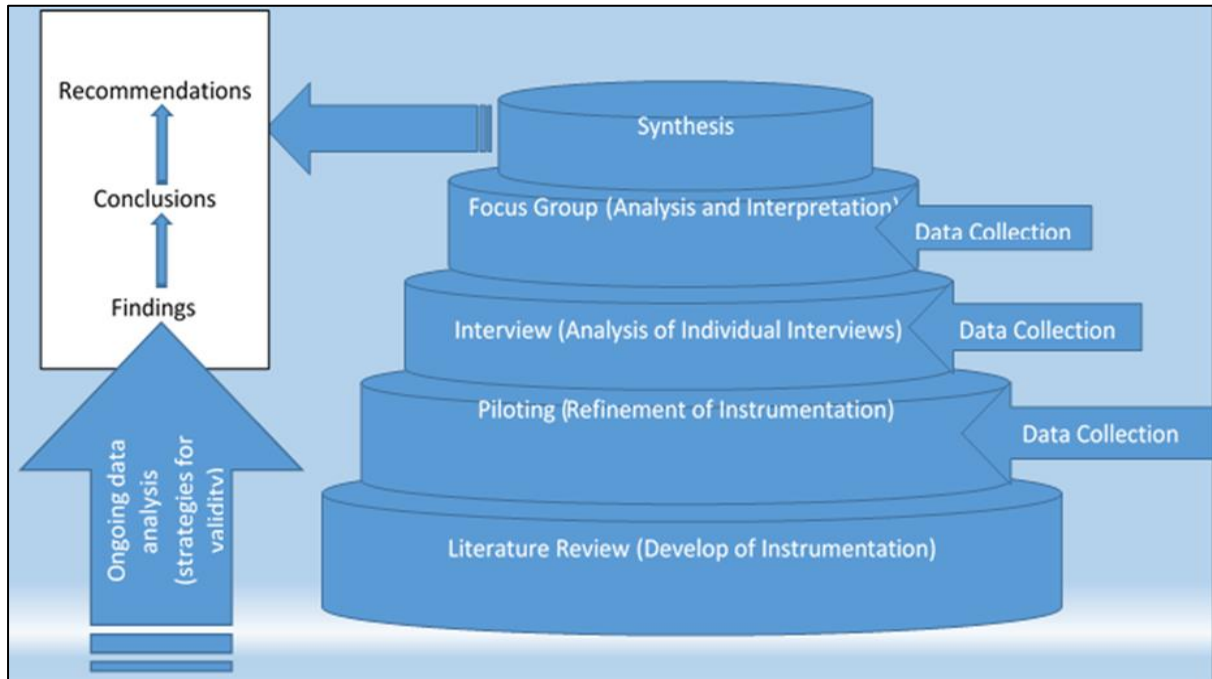 Recommendations
Conclusions
Findings
Ongoing data
analysis
(strategies for
validity)
Synthesis
Focus Group (Analysis and Interpretation)
Data Collection
Interview (Analysis of Individual Interviews)
Data Collection
Piloting (Refinement of Instrumentation)
Data Collection
Literature Review (Develop of Instrumentation)